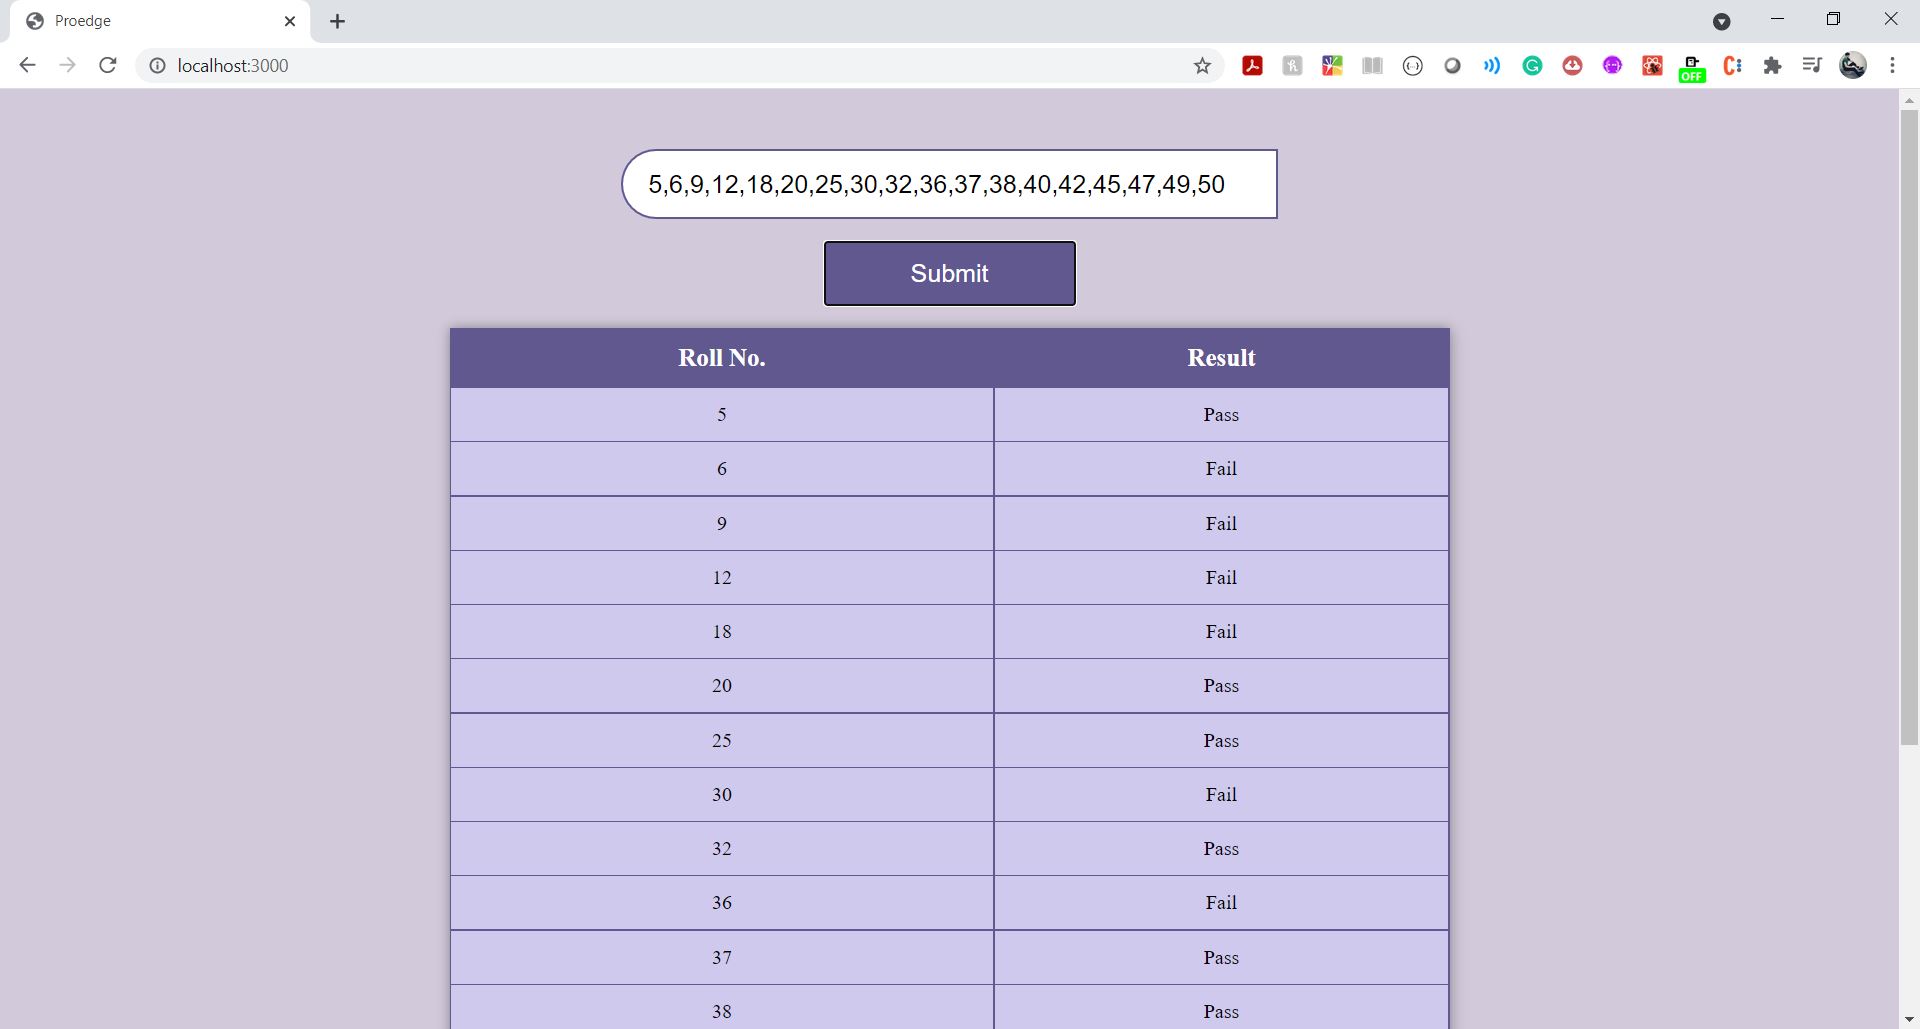 Proedge
localhost:3000
OFF
5,6,9,12,18,20,25,30,32,36,37,38,40,42,45,47,49,50
Submit
Roll No. Result
5 Pass
6 Fail
9 Fail
12 Fail
18 Fail
20 Pass
25 Pass
30 Fail
32 Pass
36 Fail
37 Pass
38 Pass